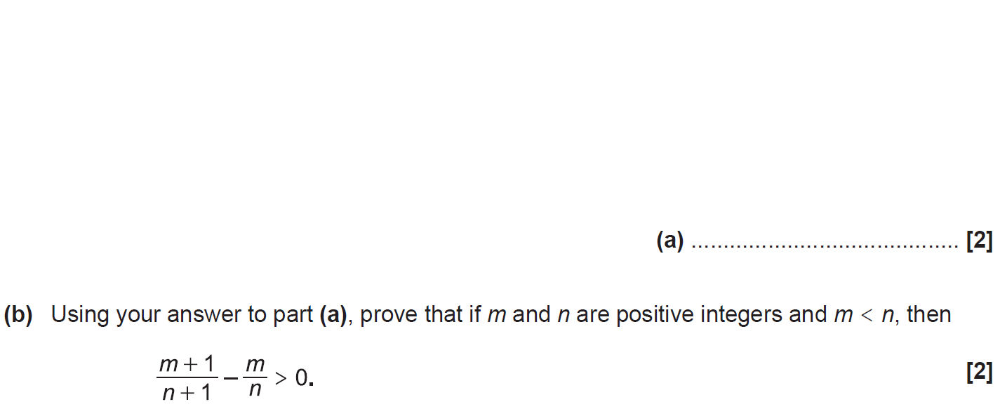 (a) .......................................... [2]
(b) Using your answer to part (a), prove that if m and n are positive integers and m < n, then
\frac{m+1}{n+1} - \frac{m}{n} > 0. [2]